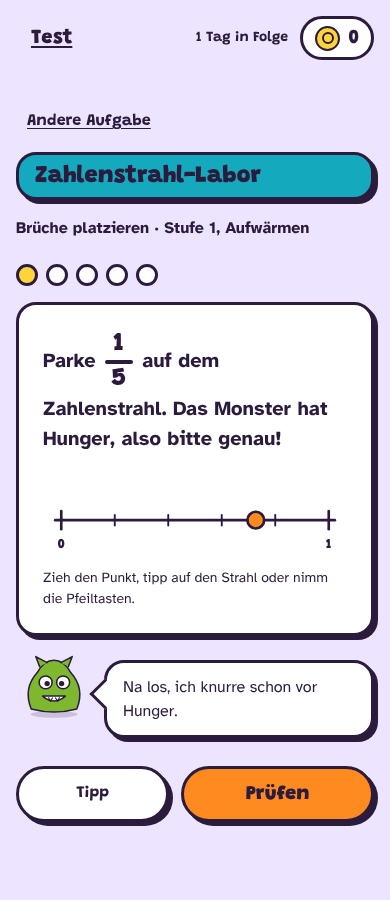 Test
1 Tag in Folge
0
Andere Aufgabe
Zahlenstrahl-Labor
Brüche platzieren · Stufe 1, Aufwärmen
Parke 1/5 auf dem
Zahlenstrahl. Das Monster hat
Hunger, also bitte genau!
0 1
Zieh den Punkt, tipp auf den Strahl oder nimm
die Pfeiltasten.
Na los, ich knurre schon vor
Hunger.
Tipp
Prüfen